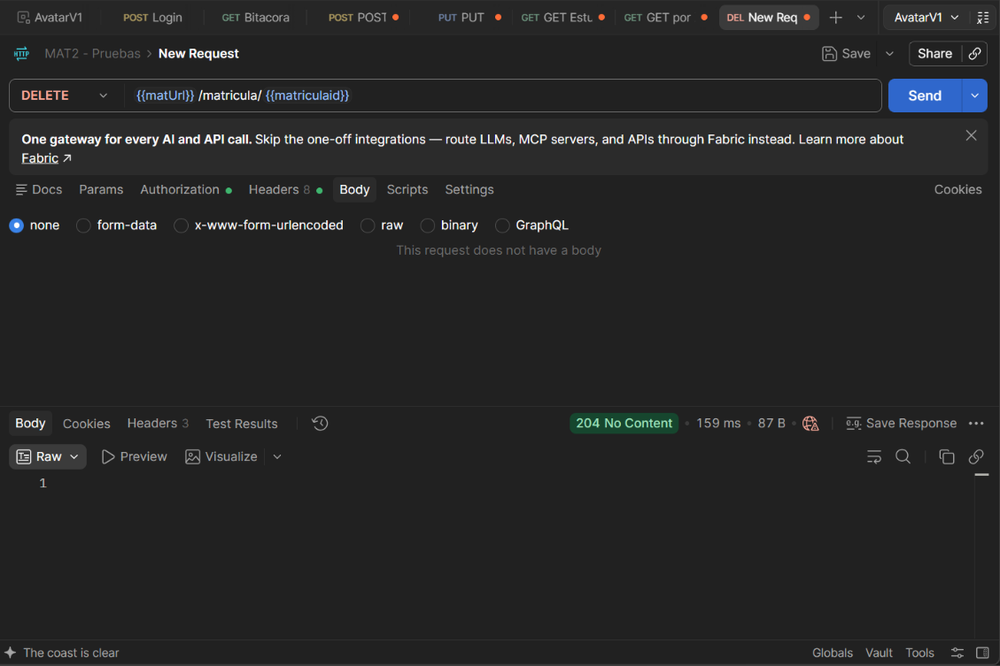 AvatarV1 POST Login GET Bitacora POST POST PUT PUT GET GET Estu GET GET por DEL New Req AvatarV1
HTTP MAT2 - Pruebas > New Request Save Share
DELETE {{matUrl}} /matricula/ {{matriculaid}} Send
One gateway for every AI and API call. Skip the one-off integrations — route LLMs, MCP servers, and APIs through Fabric instead. Learn more about
Fabric ↗
Docs Params Authorization Headers 8 Body Scripts Settings Cookies
none form-data x-www-form-urlencoded raw binary GraphQL
This request does not have a body
Body Cookies Headers 3 Test Results 204 No Content • 159 ms • 87 B • e.g. Save Response
Raw Preview Visualize
1
The coast is clear Globals Vault Tools